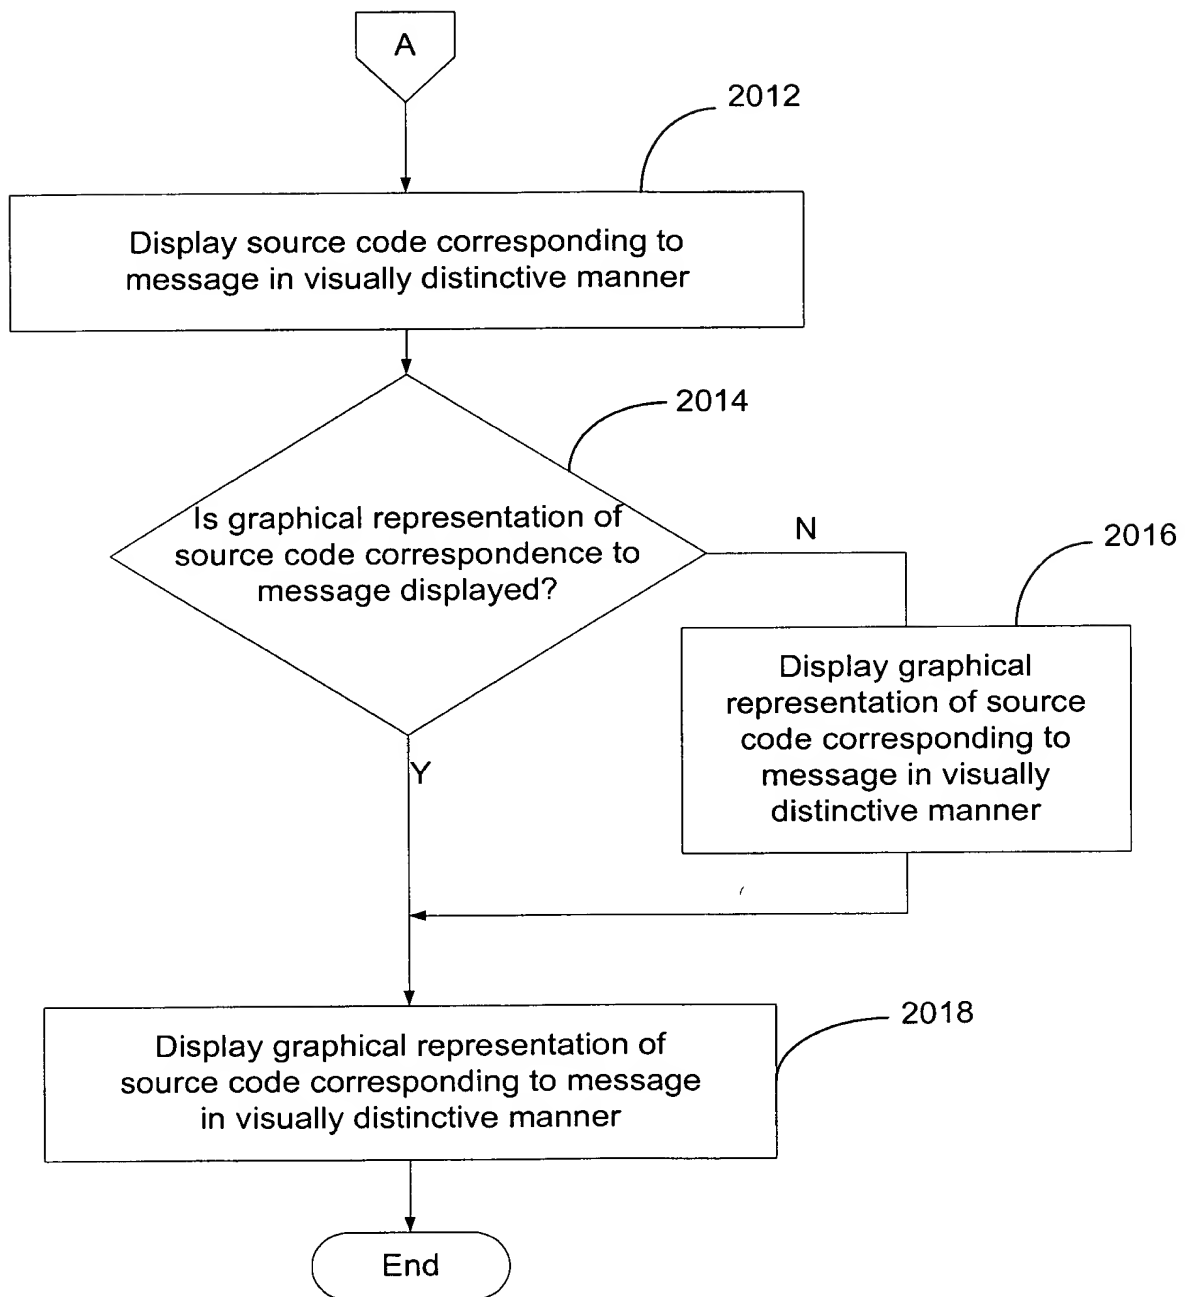 A
2012
Display source code corresponding to
message in visually distinctive manner
2014
Is graphical representation of
source code correspondence to
message displayed?
N
2016
Display graphical
representation of source
code corresponding to
message in visually
distinctive manner
Y
2018
Display graphical representation of
source code corresponding to message
in visually distinctive manner
End